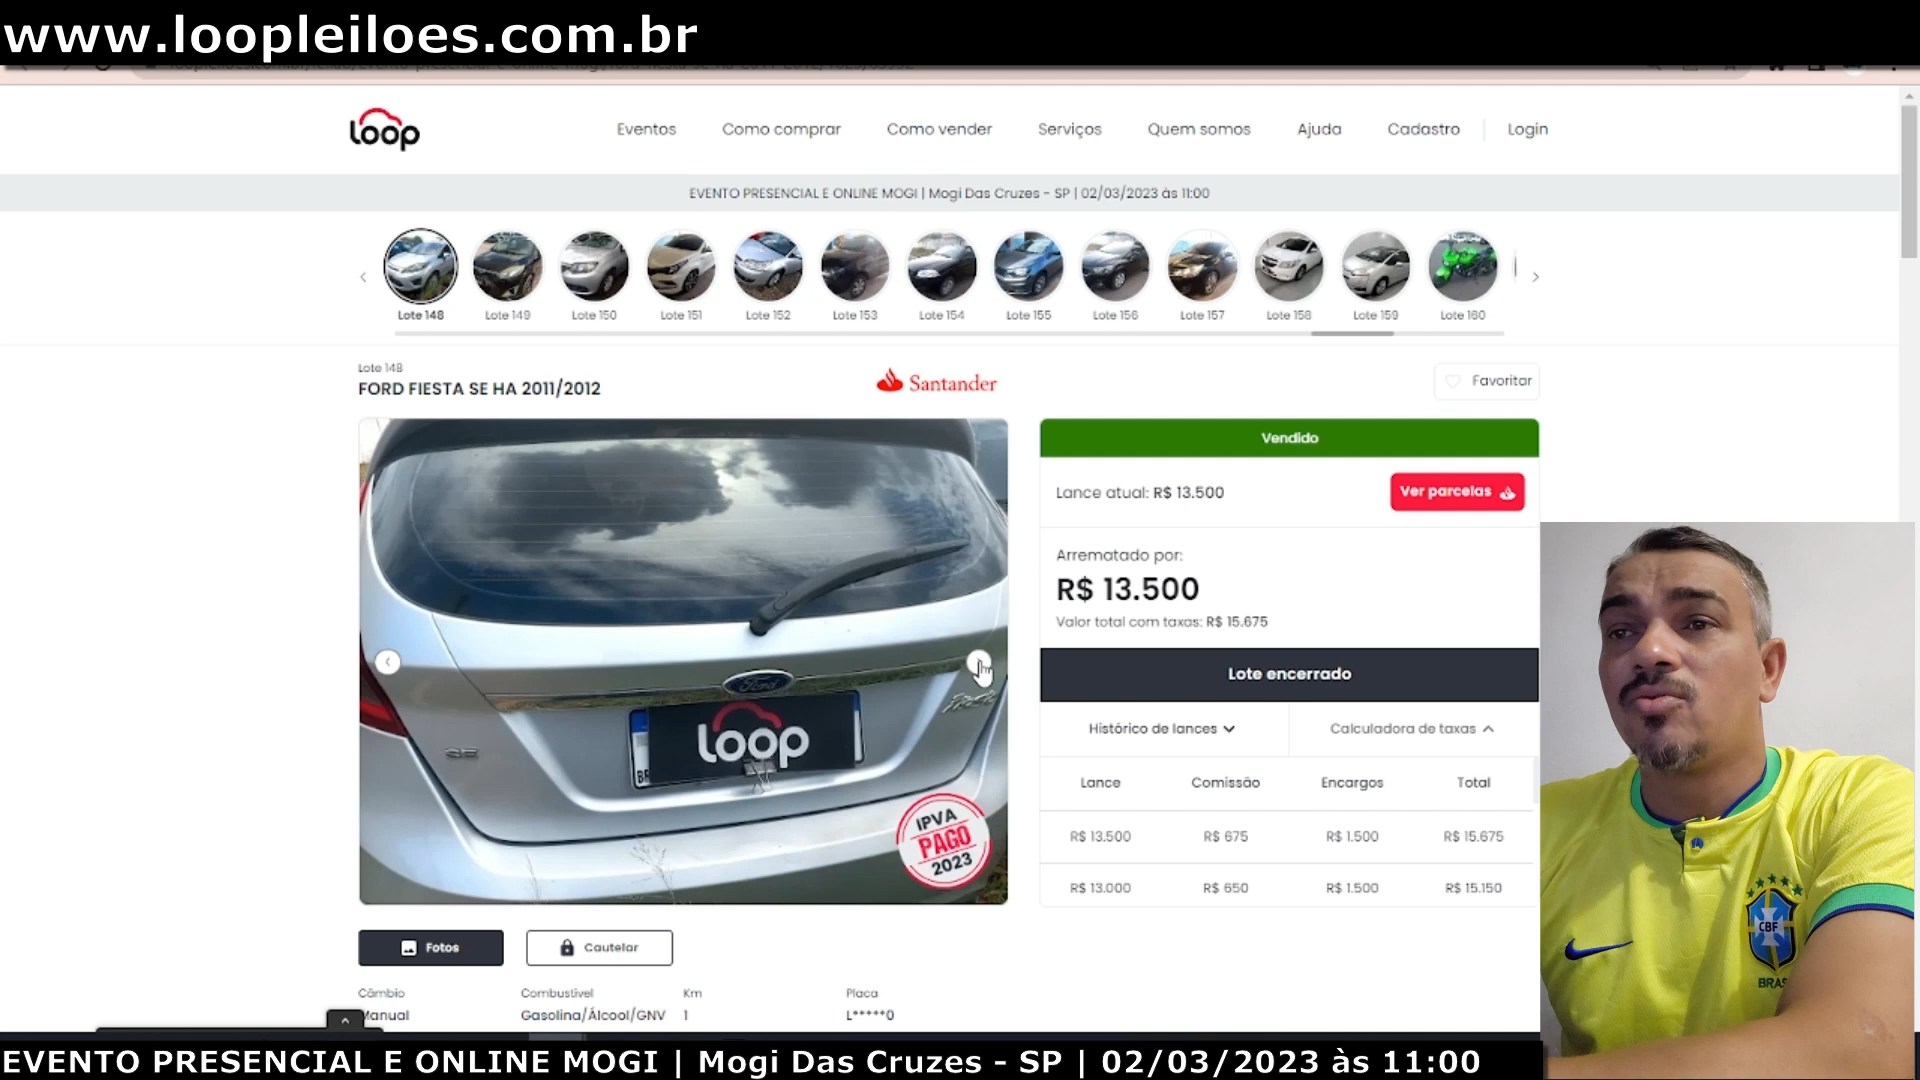 www.loopleiloes.com.br
loop
Eventos Como comprar Como vender Serviços Quem somos Ajuda Cadastro Login
EVENTO PRESENCIAL E ONLINE MOGI | Mogi Das Cruzes - SP | 02/03/2023 às 11:00
Lote 148 Lote 149 Lote 150 Lote 151 Lote 152 Lote 153 Lote 154 Lote 155 Lote 156 Lote 157 Lote 158 Lote 159 Lote 160
Lote 148
FORD FIESTA SE HA 2011/2012
Santander
Favoritar
Vendido
Lance atual: R$ 13.500
Ver parcelas
Arrematado por:
R$ 13.500
Valor total com taxas: R$ 15.675
Lote encerrado
Histórico de lances
Calculadora de taxas
Lance Comissão Encargos Total
R$ 13.500 R$ 675 R$ 1.500 R$ 15.675
R$ 13.000 R$ 650 R$ 1.500 R$ 15.150
Ford
SE
BR
loop
IPVA
PAGO
2023
Fotos
Cautelar
Câmbio Combustível Km Placa
Manual Gasolina/Álcool/GNV 1 L*****0
CBF
BRAS
EVENTO PRESENCIAL E ONLINE MOGI | Mogi Das Cruzes - SP | 02/03/2023 às 11:00